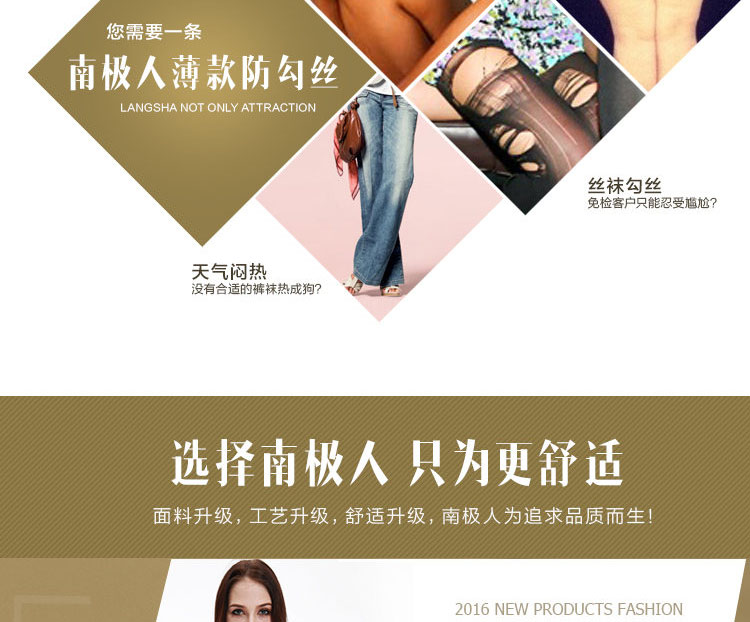 您需要一条
南极人薄款防勾丝
LANGSHA NOT ONLY ATTRACTION
丝袜勾丝
免检客户只能忍受尴尬?
天气闷热
没有合适的裤袜热成狗?
选择南极人 只为更舒适
面料升级, 工艺升级, 舒适升级, 南极人为追求品质而生!
2016 NEW PRODUCTS FASHION